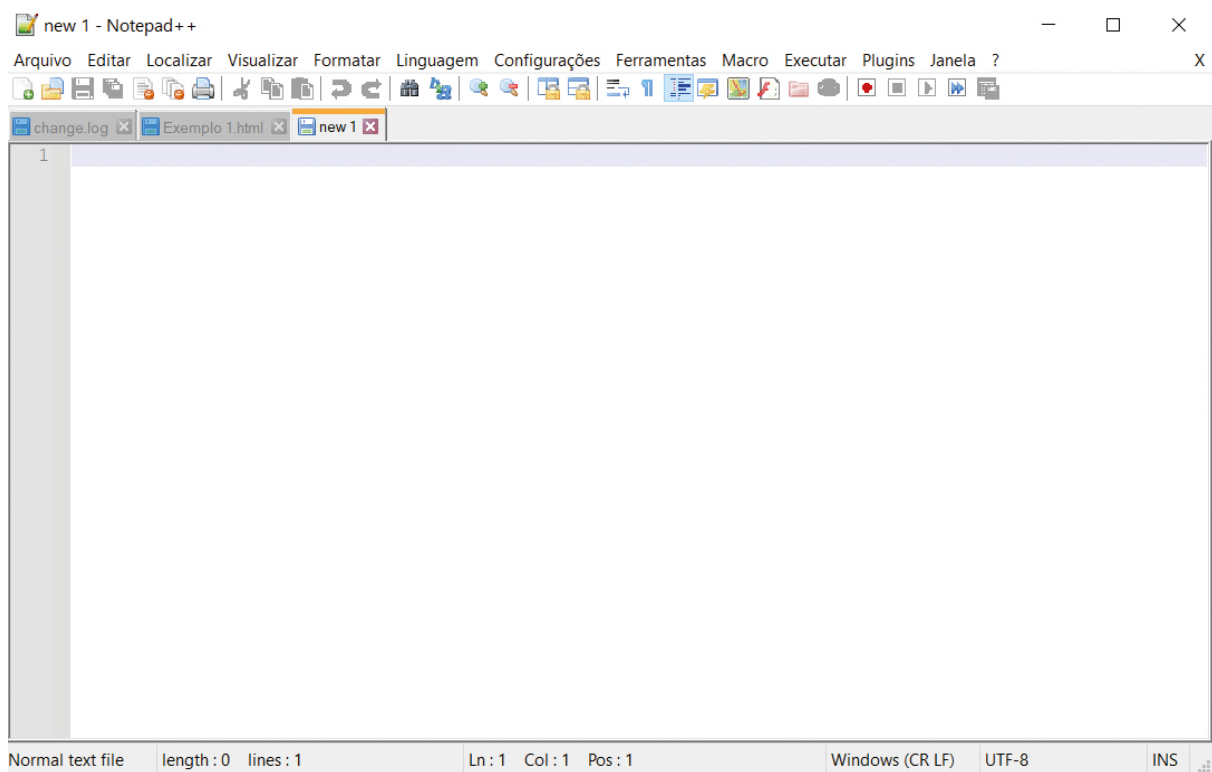 new 1 - Notepad++
Arquivo Editar Localizar Visualizar Formatar Linguagem Configurações Ferramentas Macro Executar Plugins Janela ? X
change.log Exemplo 1.html new 1
1
Normal text file length : 0 lines : 1 Ln : 1 Col : 1 Pos : 1 Windows (CR LF) UTF-8 INS